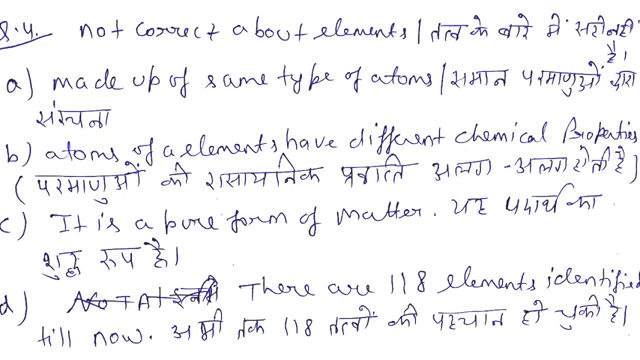 Q.4. not correct about elements | तत्व के बारे में सही नहीं
है।
a) made up of same type of atoms | समान परमाणुओं द्वारा
संरचना
b) atoms of a elements have different chemical Properties
( परमाणुओं की रासायनिक प्रवृत्ति अलग - अलग होती है )
c) It is a pure form of matter. यह पदार्थ का
शुद्ध रूप है।
d) There are 118 elements identified
till now. अभी तक 118 तत्वों की पहचान हो चुकी है।